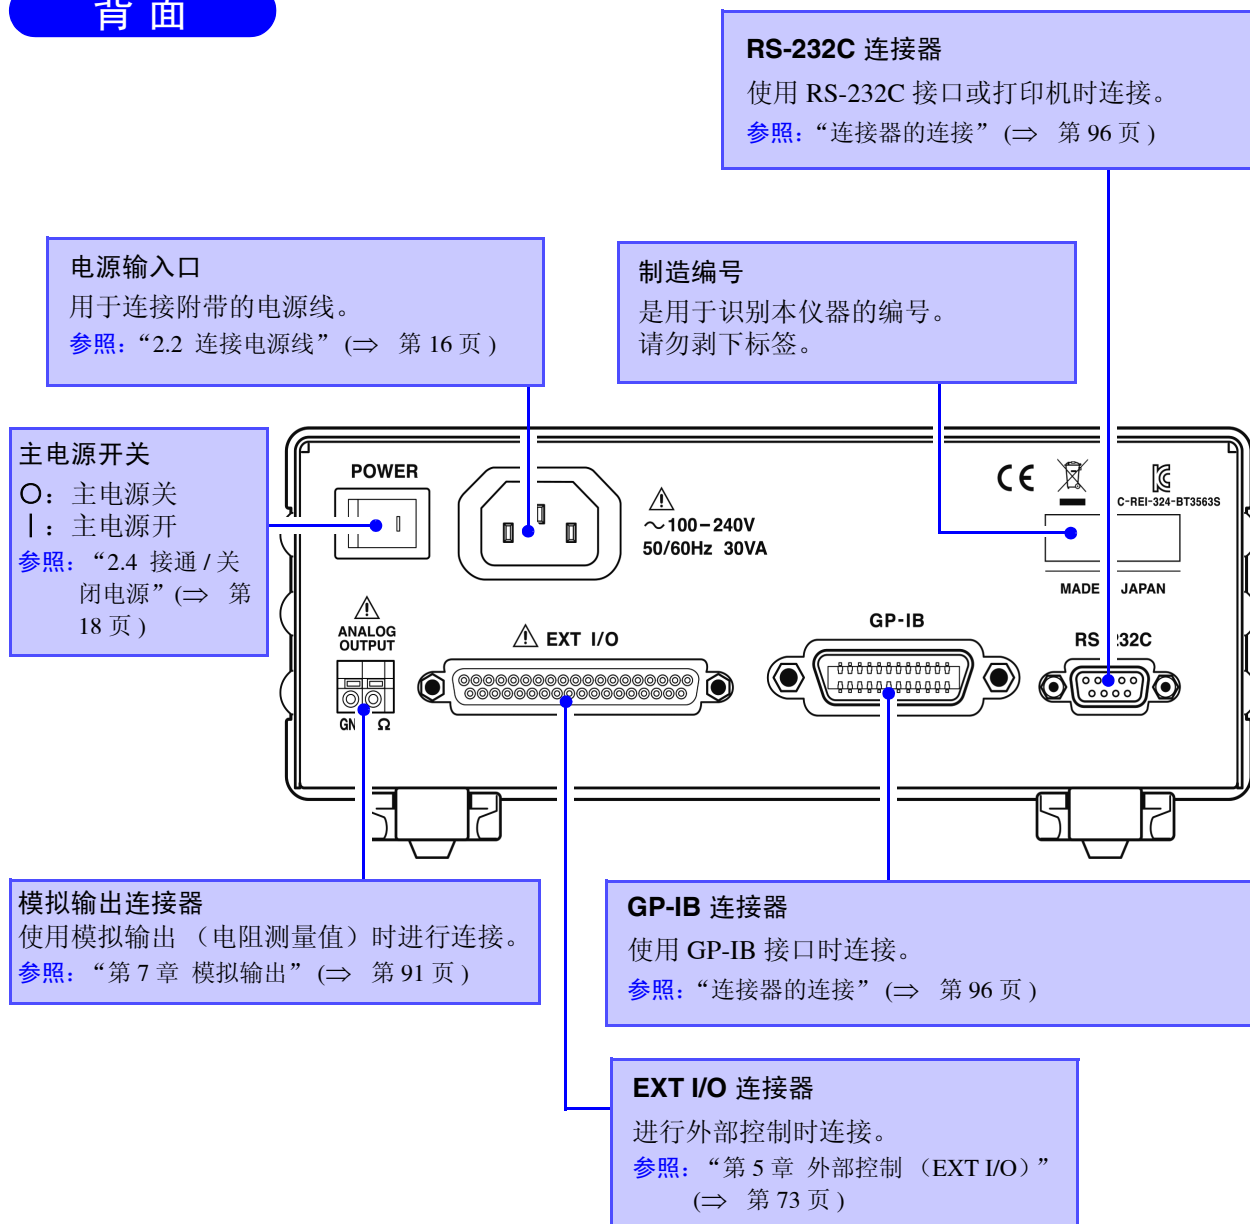 背 面
RS-232C 连接器
使用 RS-232C 接口或打印机时连接。
参照：“连接器的连接” (⇒ 第 96 页 )
电源输入口
用于连接附带的电源线。
参照：“2.2 连接电源线” (⇒ 第 16 页 )
制造编号
是用于识别本仪器的编号。
请勿剥下标签。
主电源开关
○：主电源关
｜：主电源开
参照：“2.4 接通 / 关
闭电源”(⇒ 第
18 页 )
POWER
～100-240V
50/60Hz 30VA
CE
C-REI-324-BT3563S
MADE JAPAN
ANALOG
OUTPUT
GN Ω
EXT I/O
GP-IB
RS 232C
模拟输出连接器
使用模拟输出 （电阻测量值）时进行连接。
参照：“第 7 章 模拟输出” (⇒ 第 91 页 )
GP-IB 连接器
使用 GP-IB 接口时连接。
参照：“连接器的连接” (⇒ 第 96 页 )
EXT I/O 连接器
进行外部控制时连接。
参照：“第 5 章 外部控制 （EXT I/O）”
(⇒ 第 73 页 )